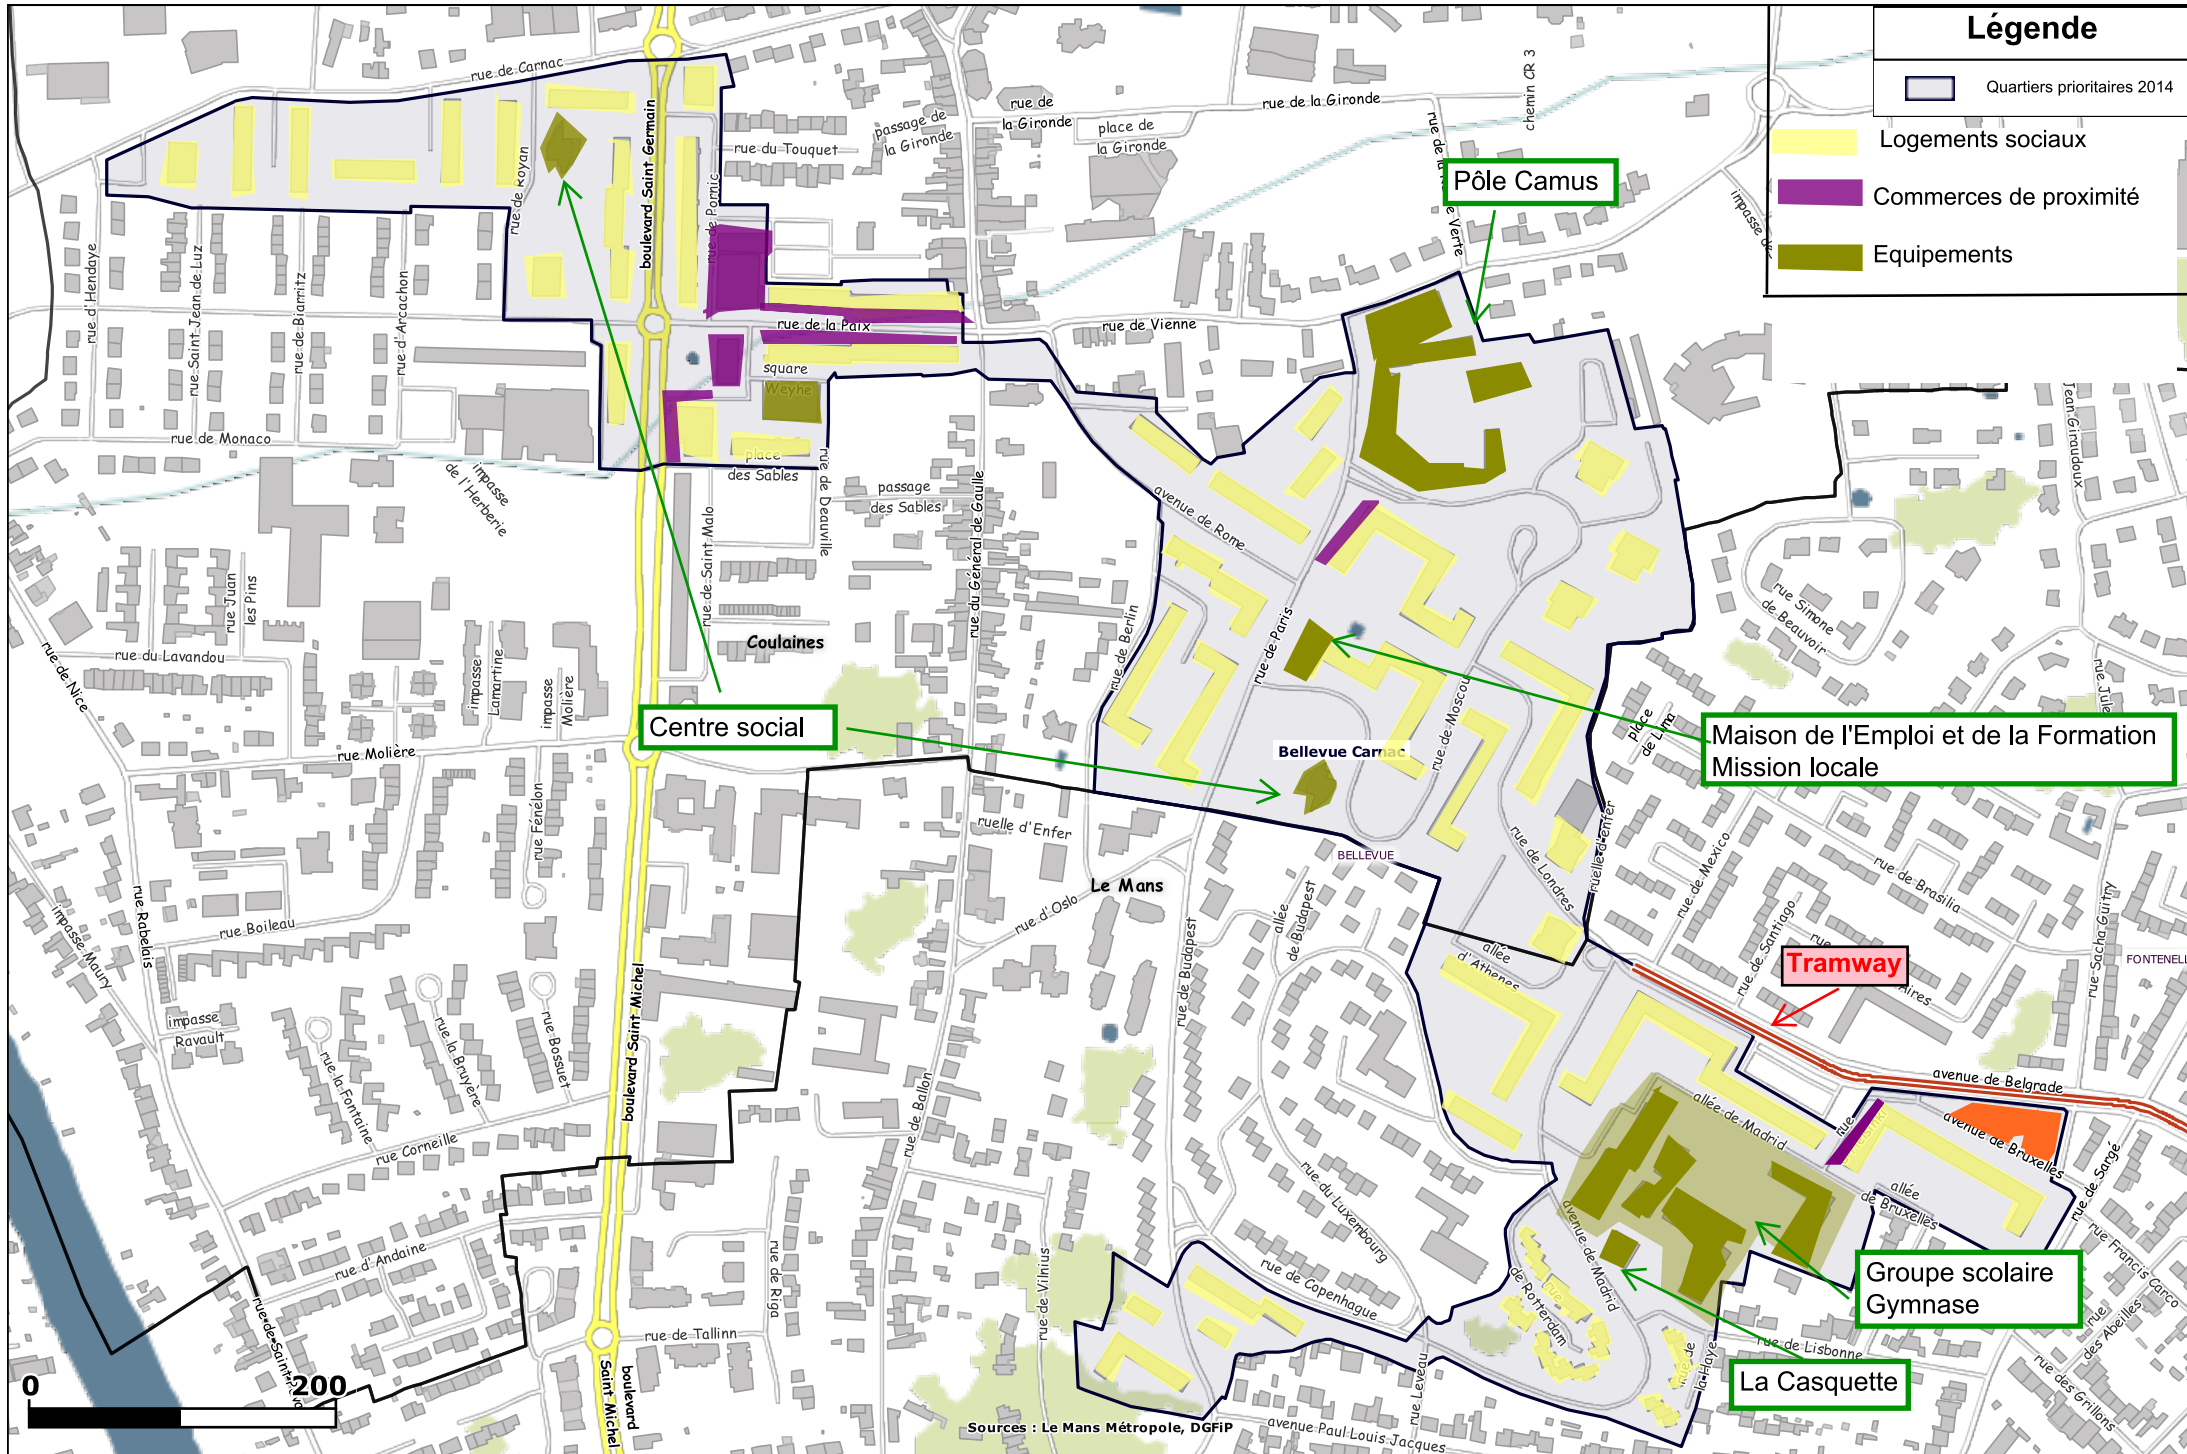 Légende
Quartiers prioritaires 2014
Logements sociaux
Commerces de proximité
Equipements
rue de Carnac
boulevard Saint Germain
rue de Royan
rue de Pornic
rue du Touquet
passage de
la Gironde
rue de
la Gironde
place de
la Gironde
rue de la Gironde
chemin CR 3
Pôle Camus
rue d'Hendaye
rue Saint Jean de Luz
rue de Biarritz
rue d'Arcachon
rue de la Paix
rue de Vienne
square
Weyhe
rue de Monaco
impasse
de l'Herberie
place
des Sables
rue de Deauville
passage
des Sables
rue du Général de Gaulle
avenue de Rome
Jean Giraudoux
rue Juan
les Pins
rue de Saint Malo
rue du Lavandou
rue de Nice
impasse
Lamartine
impasse
Molière
Coulaines
rue de Berlin
rue de Paris
rue de Moscou
rue Simone
de Beauvoir
Centre social
rue Molière
Bellevue Carnac
place
de Lima
Maison de l'Emploi et de la Formation
Mission locale
rue Fénélon
ruelle d'Enfer
BELLEVUE
rue de Londres
ruelle d'enfer
rue de Mexico
rue de Brasilia
rue Sacha Guitry
Le Mans
rue d'Oslo
impasse Maury
rue Rabelais
rue Boileau
allée
de Budapest
rue de Budapest
allée
d'Athènes
rue de Santiago
Tramway
Aires
FONTENELL
boulevard Saint Michel
impasse
Ravault
rue la Fontaine
rue la Bruyère
rue Bossuet
rue Corneille
rue de Ballon
avenue de Belgrade
allée de Madrid
rue
avenue de Bruxelles
rue de Sargé
allée
de Bruxelles
rue du Luxembourg
avenue de Madrid
rue d'Andaine
rue de Riga
rue de Vilnius
rue de Copenhague
rue
de Rotterdam
Groupe scolaire
Gymnase
rue Francis Carco
rue
des Abeilles
rue de Tallinn
rue de Lisbonne
la Haye
La Casquette
rue des Grillons
0 200
Saint Michel
boulevard
rue Leveau
Sources : Le Mans Métropole, DGFiP
avenue Paul Louis Jacques